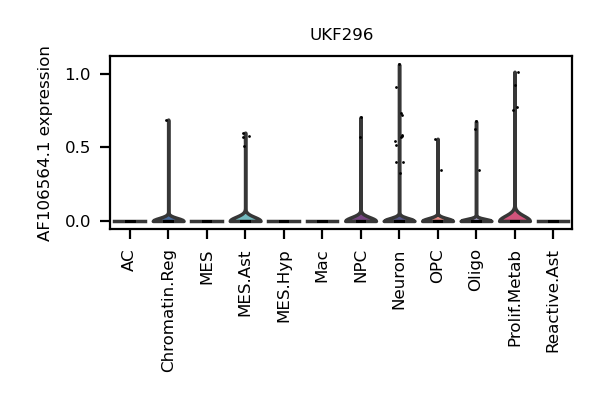 UKF296
AF106564.1 expression
1.0
0.5
0.0
AC
Chromatin.Reg
MES
MES.Ast
MES.Hyp
Mac
NPC
Neuron
OPC
Oligo
Prolif.Metab
Reactive.Ast